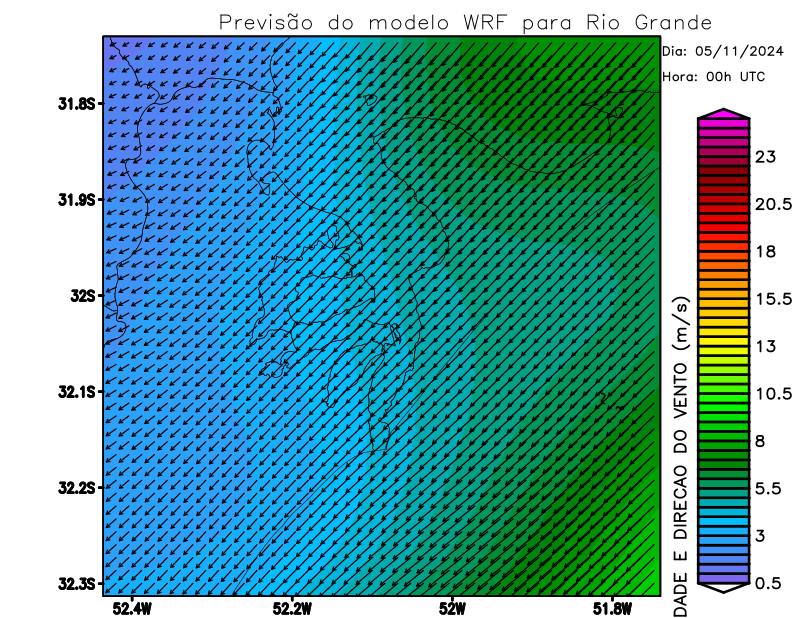 Previsão do modelo WRF para Rio Grande
Dia: 05/11/2024
Hora: 00h UTC
31.8S
31.9S
32S
32.1S
32.2S
32.3S
52.4W
52.2W
52W
51.8W
23
20.5
18
15.5
13
10.5
8
5.5
3
0.5
DADE E DIRECAO DO VENTO (m/s)